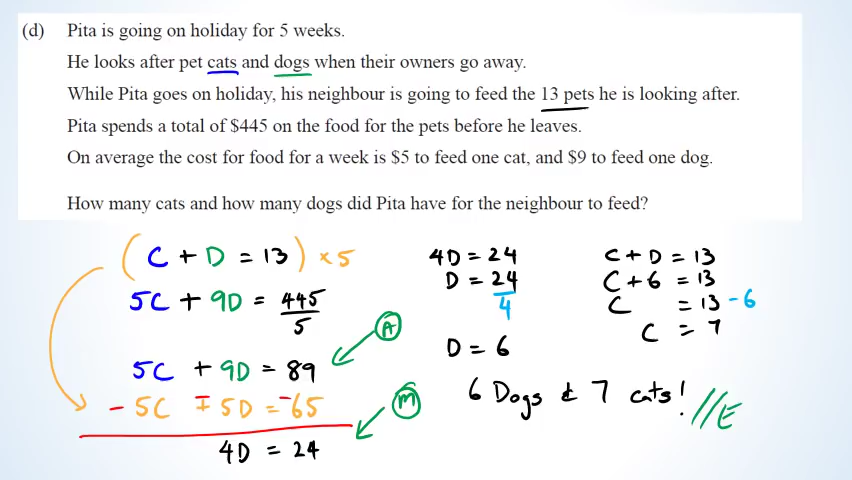 (d) Pita is going on holiday for 5 weeks.
He looks after pet cats and dogs when their owners go away.
While Pita goes on holiday, his neighbour is going to feed the 13 pets he is looking after.
Pita spends a total of $445 on the food for the pets before he leaves.
On average the cost for food for a week is $5 to feed one cat, and $9 to feed one dog.
How many cats and how many dogs did Pita have for the neighbour to feed?
(C + D = 13) × 5
5C + 9D = 445/5
A
5C + 9D = 89
- 5C ∓ 5D = -65
M
4D = 24
4D = 24
D = 24/4
D = 6
C + D = 13
C + 6 = 13
C = 13 - 6
C = 7
6 Dogs & 7 cats! //E